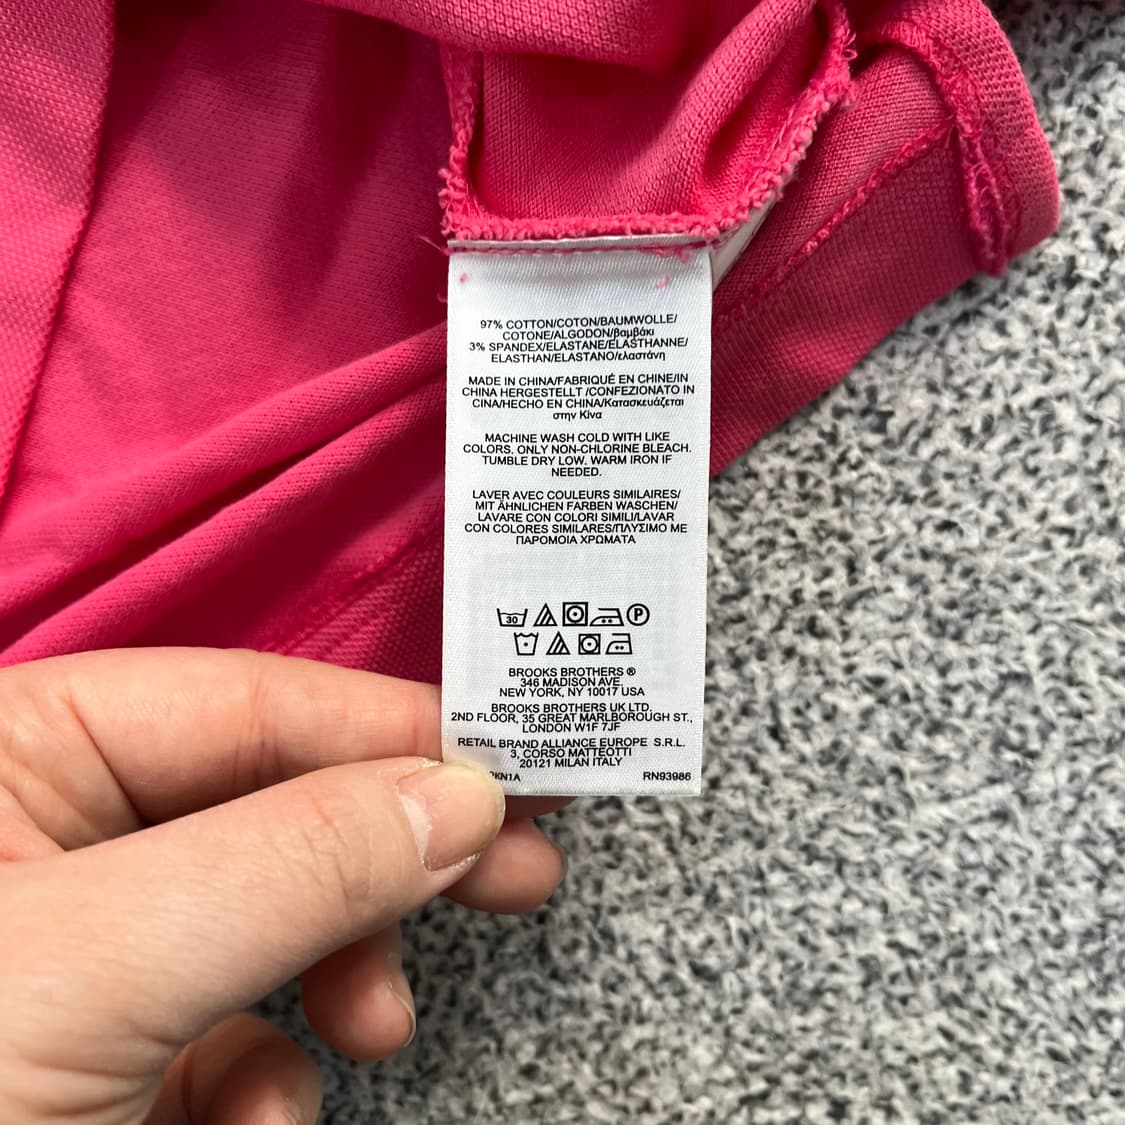 97% COTTON/COTON/BAUMWOLLE/
COTONE/ALGODON/βαμβάκι
3% SPANDEX/ELASTANE/ELASTHANNE/
ELASTHAN/ELASTANO/ελαστάνη
MADE IN CHINA/FABRIQUÉ EN CHINE/IN
CHINA HERGESTELLT /CONFEZIONATO IN
CINA/HECHO EN CHINA/Κατασκευάζεται
στην Κίνα
MACHINE WASH COLD WITH LIKE
COLORS. ONLY NON-CHLORINE BLEACH.
TUMBLE DRY LOW. WARM IRON IF
NEEDED.
LAVER AVEC COULEURS SIMILAIRES/
MIT ÄHNLICHEN FARBEN WASCHEN/
LAVARE CON COLORI SIMILI/LAVAR
CON COLORES SIMILARES/ΠΛΥΣΙΜΟ ΜΕ
ΠΑΡΟΜΟΙΑ ΧΡΩΜΑΤΑ
30 P
BROOKS BROTHERS ®
346 MADISON AVE.
NEW YORK, NY 10017 USA
BROOKS BROTHERS UK LTD.
2ND FLOOR, 35 GREAT MARLBOROUGH ST.,
LONDON W1F 7JF
RETAIL BRAND ALLIANCE EUROPE S.R.L.
3, CORSO MATTEOTTI
20121 MILAN ITALY
RN93986